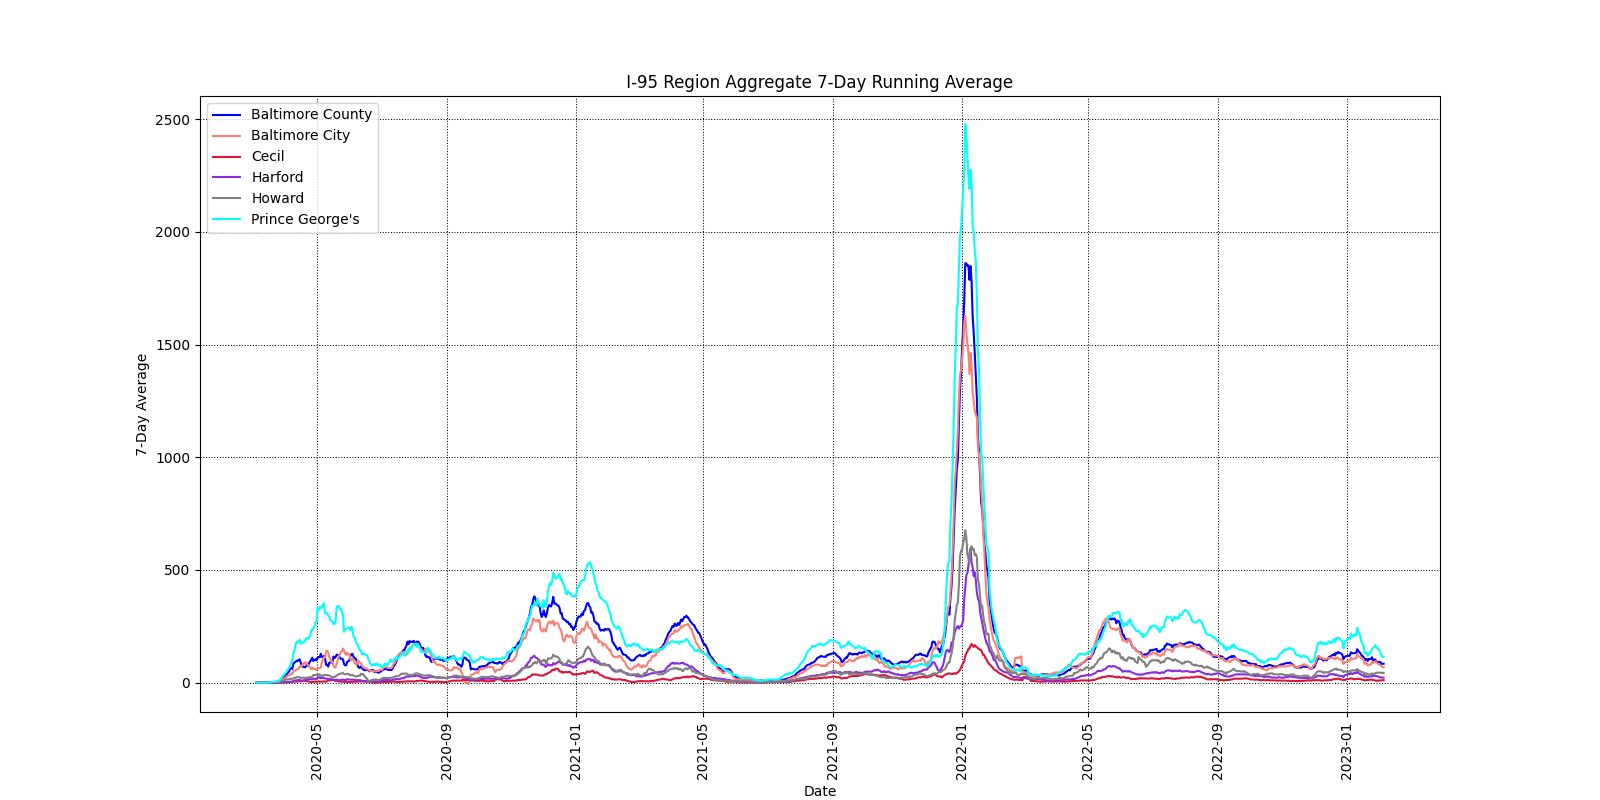 I-95 Region Aggregate 7-Day Running Average
Baltimore County
Baltimore City
Cecil
Harford
Howard
Prince George's
2500
2000
1500
1000
500
0
7-Day Average
2020-05
2020-09
2021-01
2021-05
2021-09
2022-01
2022-05
2022-09
2023-01
Date